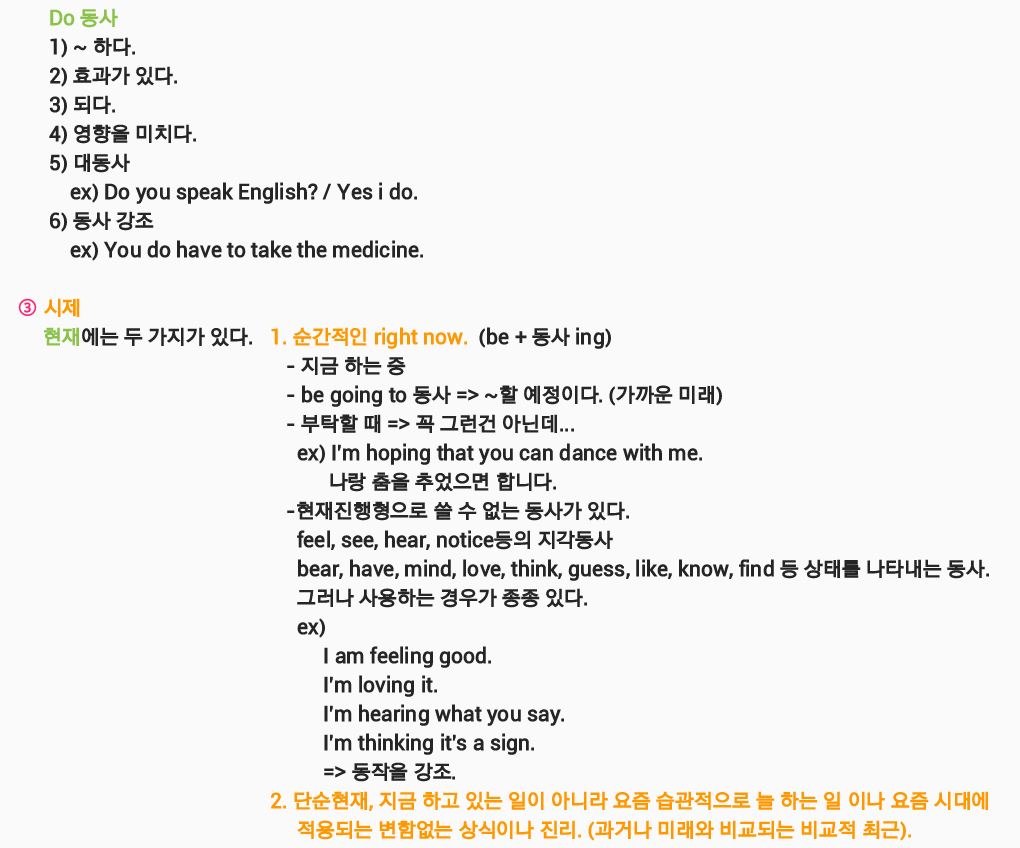 Do 동사
1) ~ 하다.
2) 효과가 있다.
3) 되다.
4) 영향을 미치다.
5) 대동사
ex) Do you speak English? / Yes i do.
6) 동사 강조
ex) You do have to take the medicine.
③ 시제
현재에는 두 가지가 있다. 1. 순간적인 right now. (be + 동사 ing)
- 지금 하는 중
- be going to 동사 => ~할 예정이다. (가까운 미래)
- 부탁할 때 => 꼭 그런건 아닌데...
ex) I'm hoping that you can dance with me.
나랑 춤을 추었으면 합니다.
-현재진행형으로 쓸 수 없는 동사가 있다.
feel, see, hear, notice등의 지각동사
bear, have, mind, love, think, guess, like, know, find 등 상태를 나타내는 동사.
그러나 사용하는 경우가 종종 있다.
ex)
I am feeling good.
I'm loving it.
I'm hearing what you say.
I'm thinking it's a sign.
=> 동작을 강조.
2. 단순현재, 지금 하고 있는 일이 아니라 요즘 습관적으로 늘 하는 일 이나 요즘 시대에
적용되는 변함없는 상식이나 진리. (과거나 미래와 비교되는 비교적 최근).